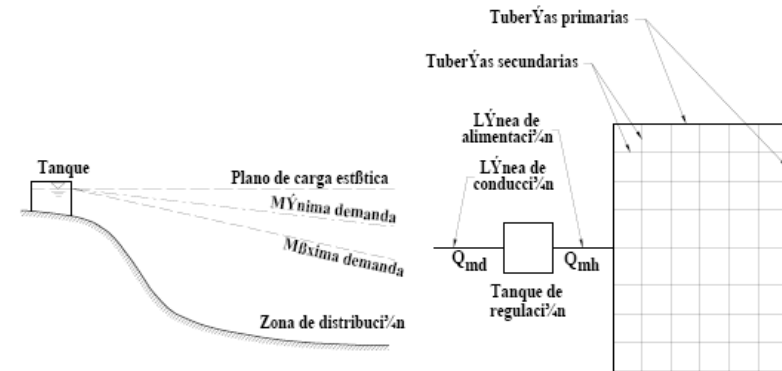 Tanque
Plano de carga estßtica
MÝnima demanda
Mßxima demanda
Zona de distribuci¾n
TuberÝas primarias
TuberÝas secundarias
LÝnea de
alimentaci¾n
LÝnea de
conducci¾n
Qmd
Qmh
Tanque de
regulaci¾n